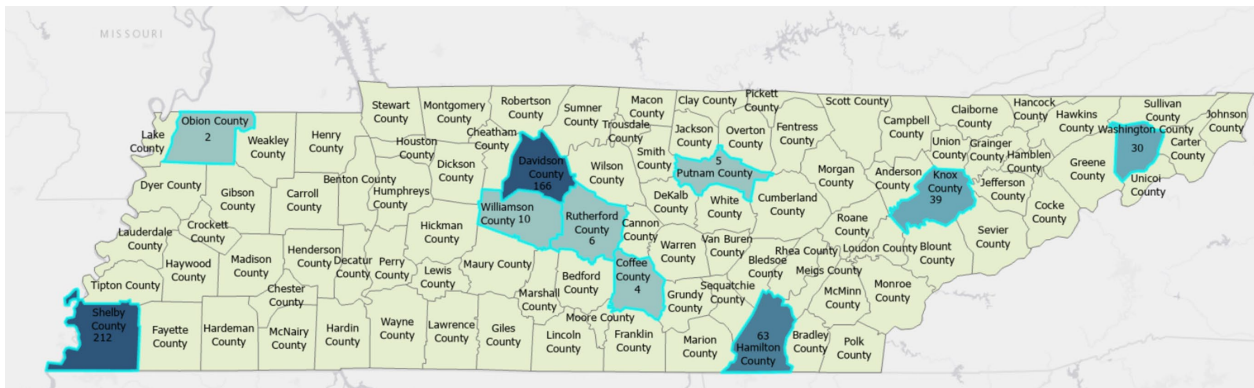 MISSOURI
Lake
County
Obion County
2
Weakley
County
Henry
County
Stewart
County
Montgomery
County
Robertson
County
Sumner
County
Macon
County
Clay County
Pickett
County
Scott County
Claiborne
County
Hancock
County
Hawkins
County
Sullivan
County
Johnson
County
Houston
County
Cheatham
County
Trousdale
County
Jackson
County
Overton
County
Fentress
County
Campbell
County
Union
County
Grainger
County
Hamblen
County
Greene
County
Washington County
30
Carter
County
Unicoi
County
Dyer County
Gibson
County
Carroll
County
Benton County
Humphreys
County
Dickson
County
Davidson
County
166
Wilson
County
Smith
County
5
Putnam County
DeKalb
County
White
County
Cumberland
County
Morgan
County
Anderson
County
Knox
County
39
Jefferson
County
Cocke
County
Sevier
County
Lauderdale
County
Crockett
County
Haywood
County
Madison
County
Henderson
County
Decatur
County
Perry
County
Hickman
County
Williamson
County 10
Rutherford
County
6
Cannon
County
Warren
County
Van Buren
County
Bledsoe
County
Rhea County
Roane
County
Loudon County
Blount
County
Tipton County
Chester
County
Lewis
County
Maury County
Marshall
County
Bedford
County
Coffee
County
4
Moore County
Grundy
County
Sequatchie
County
Meigs County
McMinn
County
Monroe
County
Shelby
County
212
Fayette
County
Hardeman
County
McNairy
County
Hardin
County
Wayne
County
Lawrence
County
Giles
County
Lincoln
County
Franklin
County
Marion
County
63
Hamilton
County
Bradley
County
Polk
County